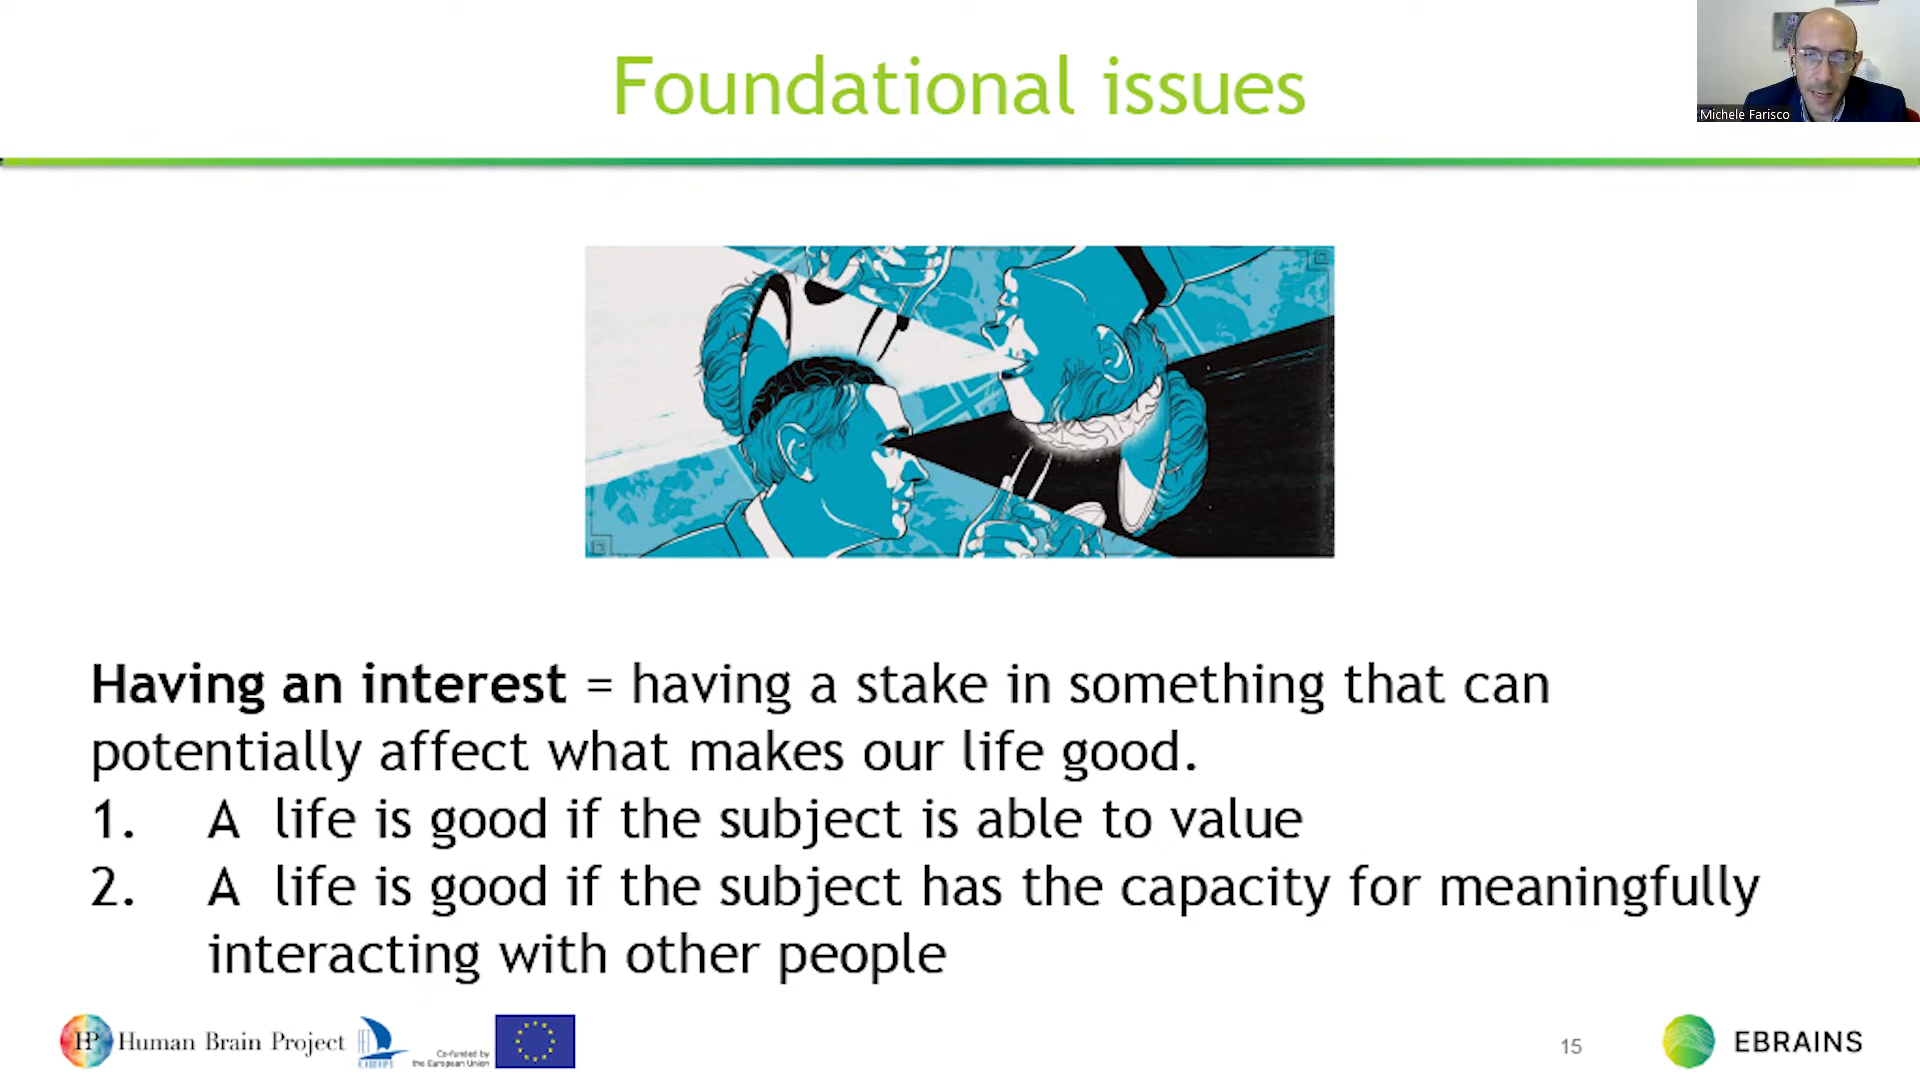 Foundational issues
Michele Farisco
Having an interest = having a stake in something that can
potentially affect what makes our life good.
1. A life is good if the subject is able to value
2. A life is good if the subject has the capacity for meaningfully
interacting with other people
HP Human Brain Project
Co-funded by
the European Union
15
EBRAINS